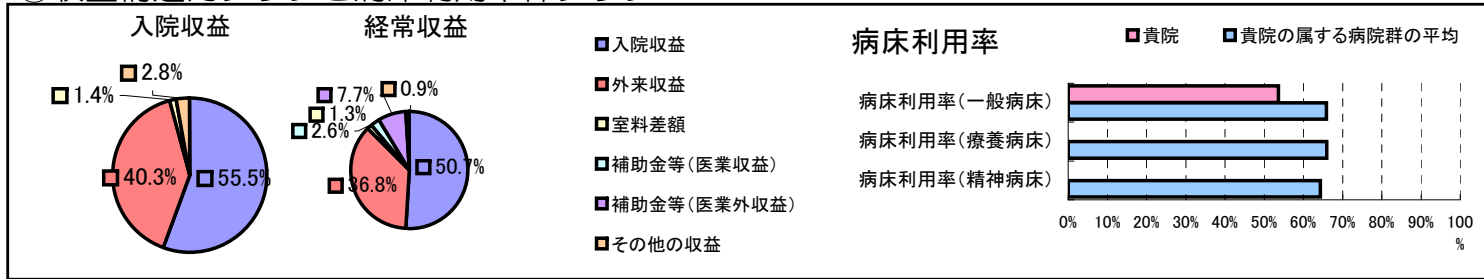 入院収益
2.8%
1.4%
40.3%
55.5%
経常収益
0.9%
7.7%
1.3%
2.6%
36.8%
50.7%
入院収益
外来収益
室料差額
補助金等(医業収益)
補助金等(医業外収益)
その他の収益
病床利用率
貴院
貴院の属する病院群の平均
病床利用率(一般病床)
病床利用率(療養病床)
病床利用率(精神病床)
0% 10% 20% 30% 40% 50% 60% 70% 80% 90% 100
%